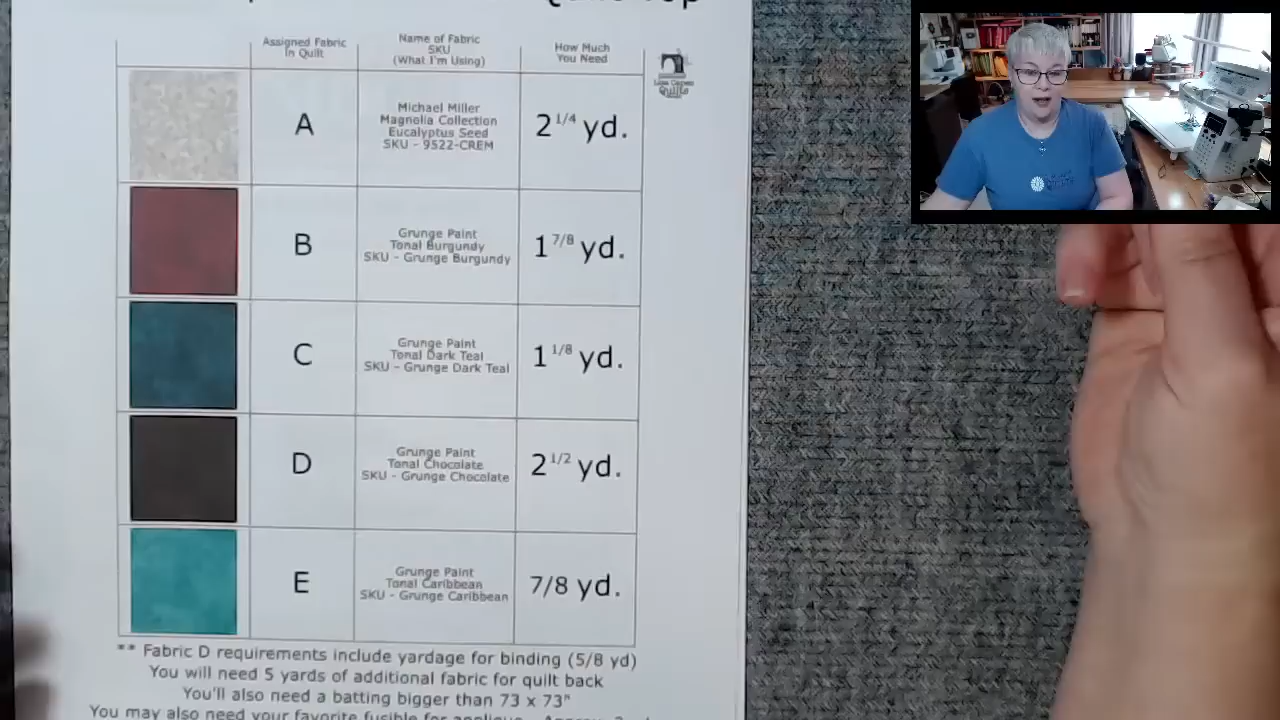 Assigned Fabric
In Quilt
Name of Fabric
SKU
(What I'm Using)
How Much
You Need
A
Michael Miller
Magnolia Collection
Eucalyptus Seed
SKU - 9522-CREM
2 1/4 yd.
B
Grunge Paint
Tonal Burgundy
SKU - Grunge Burgundy
1 7/8 yd.
C
Grunge Paint
Tonal Dark Teal
SKU - Grunge Dark Teal
1 1/8 yd.
D
Grunge Paint
Tonal Chocolate
SKU - Grunge Chocolate
2 1/2 yd.
E
Grunge Paint
Tonal Caribbean
SKU - Grunge Caribbean
7/8 yd.
Quilts
** Fabric D requirements include yardage for binding (5/8 yd)
You will need 5 yards of additional fabric for quilt back
You'll also need a batting bigger than 73 x 73"
You may also need your favorite fusible for applique